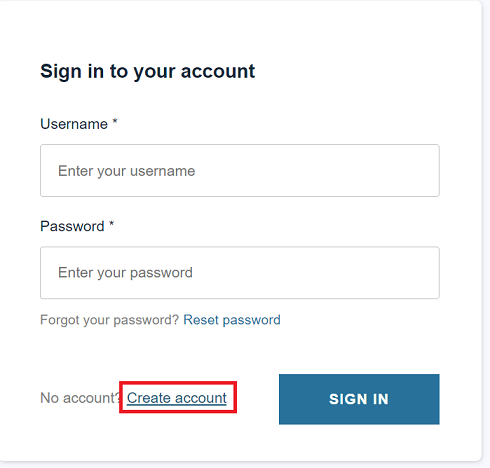 Sign in to your account
Username *
Enter your username
Password *
Enter your password
Forgot your password? Reset password
No account? Create account
SIGN IN